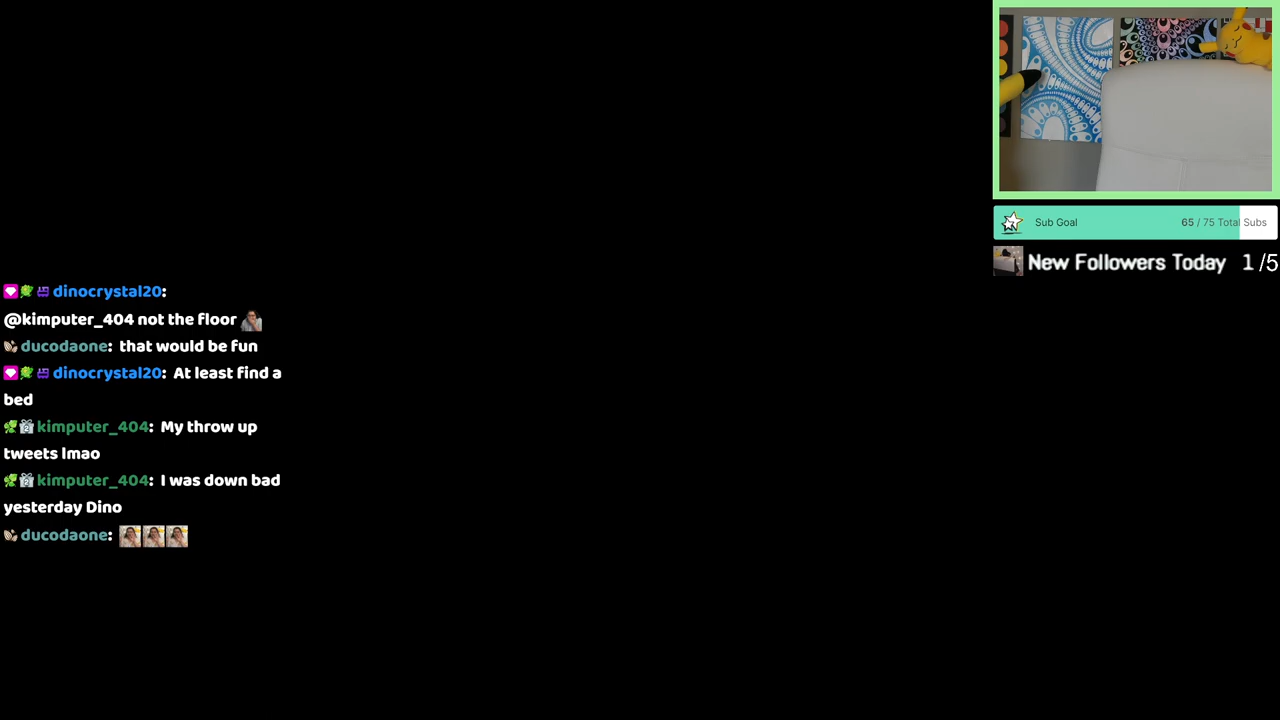 Sub Goal 65 / 75 Total Subs
New Followers Today 1 /5
dinocrystal20:
@kimputer_404 not the floor
ducodaone: that would be fun
dinocrystal20: At least find a
bed
kimputer_404: My throw up
tweets lmao
kimputer_404: I was down bad
yesterday Dino
ducodaone: